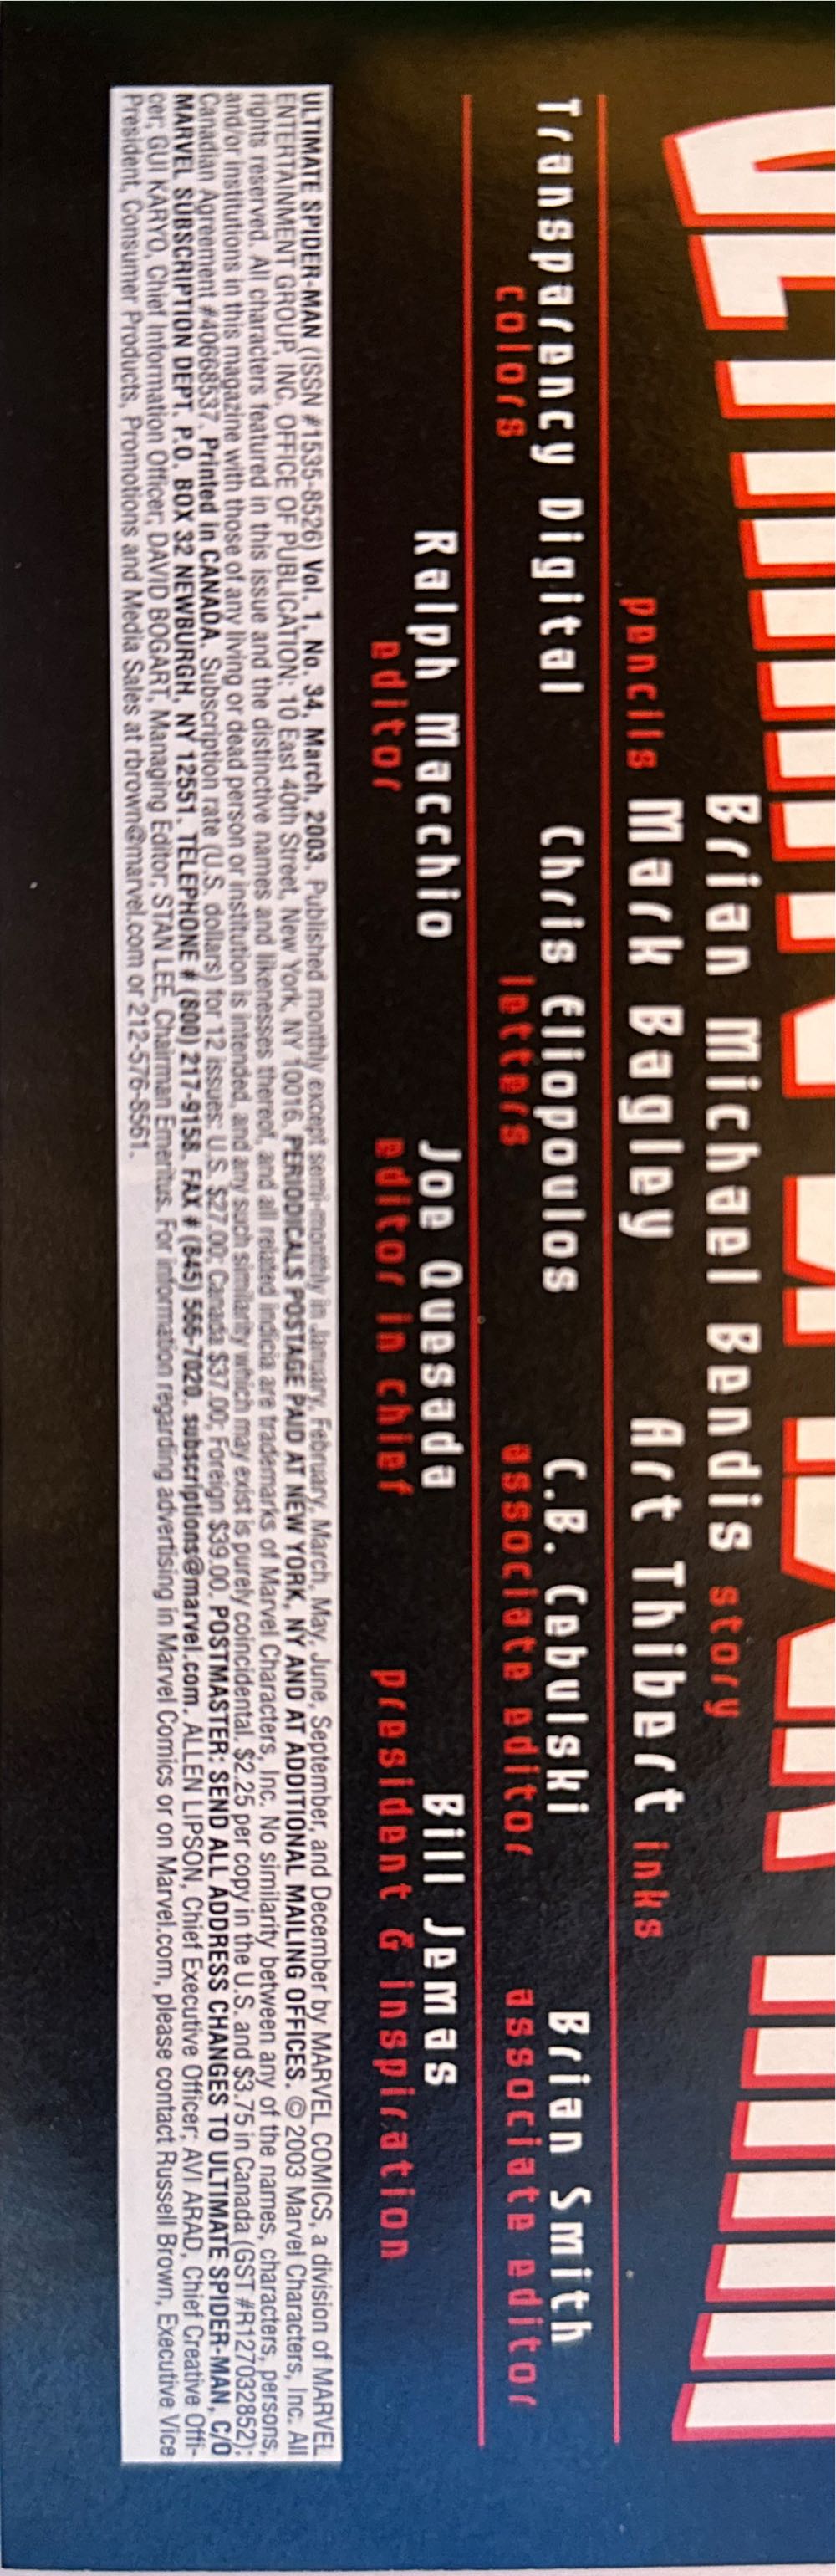 Brian Michael Bendis story
pencils Mark Bagley Art Thibert inks
Transparency Digital Chris Eliopoulos C.B. Cebulski Brian Smith
colors letters associate editor associate editor
Ralph Macchio Joe Quesada Bill Jemas
editor editor in chief president & inspiration
ULTIMATE SPIDER-MAN (ISSN #1535-8526) Vol. 1, No. 34, March, 2003. Published monthly except semi-monthly in January, February, March, May, June, September, and December by MARVEL COMICS, a division of MARVEL
ENTERTAINMENT GROUP, INC. OFFICE OF PUBLICATION: 10 East 40th Street, New York, NY 10016. PERIODICALS POSTAGE PAID AT NEW YORK, NY AND AT ADDITIONAL MAILING OFFICES. © 2003 Marvel Characters, Inc. All
rights reserved. All characters featured in this issue and the distinctive names and likenesses thereof, and all related indicia are trademarks of Marvel Characters, Inc. No similarity between any of the names, characters, persons,
and/or institutions in this magazine with those of any living or dead person or institution is intended, and any such similarity which may exist is purely coincidental. $2.25 per copy in the U.S. and $3.75 in Canada (GST #R127032852);
Canadian Agreement #40668537. Printed in CANADA. Subscription rate (U.S. dollars) for 12 issues: U.S. $27.00; Canada $37.00; Foreign $39.00. POSTMASTER: SEND ALL ADDRESS CHANGES TO ULTIMATE SPIDER-MAN, C/O
MARVEL SUBSCRIPTION DEPT. P.O. BOX 32 NEWBURGH, NY 12551. TELEPHONE # (800) 217-9158. FAX # (845) 566-7020. subscriptions@marvel.com. ALLEN LIPSON, Chief Executive Officer; AVI ARAD, Chief Creative Offi-
cer; GUI KARYO, Chief Information Officer; DAVID BOGART, Managing Editor; STAN LEE, Chairman Emeritus. For information regarding advertising in Marvel Comics or on Marvel.com, please contact Russell Brown, Executive Vice
President, Consumer Products, Promotions and Media Sales at rbrown@marvel.com or 212-576-8561.